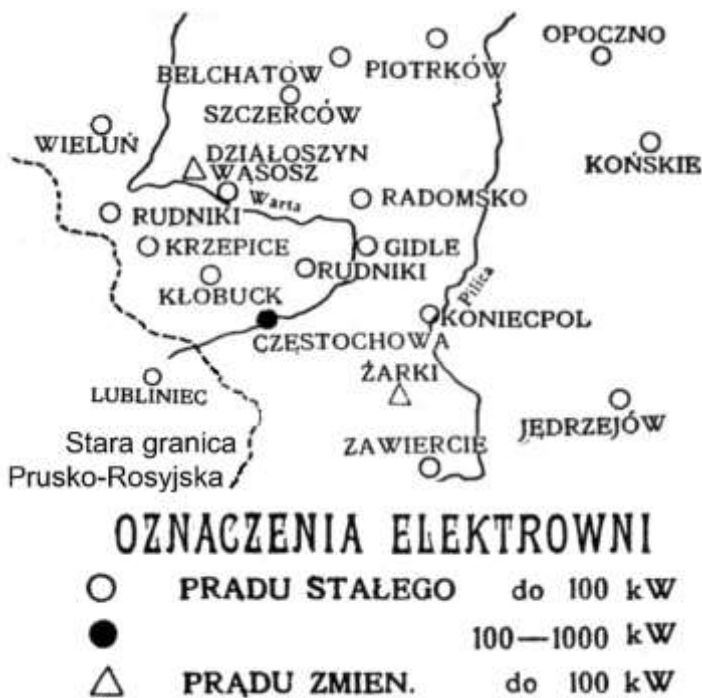 OPOCZNO
BEŁCHATÓW PIOTRKÓW
SZCZERCÓW
WIELUŃ
DZIAŁOSZYN
WĄSOSZ
KOŃSKIE
Warta
RADOMSKO
RUDNIKI
KRZEPICE GIDLE
RUDNIKI
KŁOBUCK
Pilica
KONIECPOL
CZĘSTOCHOWA
ŻARKI
LUBLINIEC
JĘDRZEJÓW
Stara granica
Prusko-Rosyjska
ZAWIERCIE
OZNACZENIA ELEKTROWNI
PRĄDU STAŁEGO do 100 kW
100—1000 kW
PRĄDU ZMIEN. do 100 kW